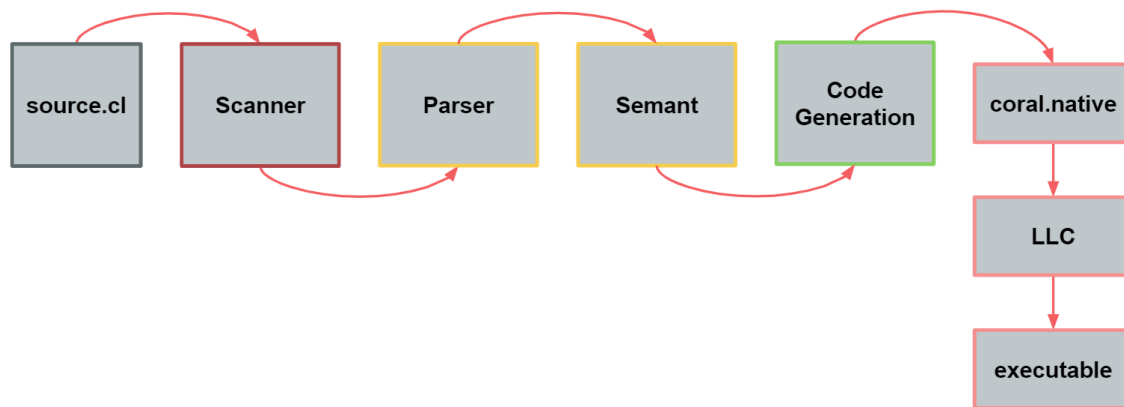 source.cl
Scanner
Parser
Semant
Code
Generation
coral.native
LLC
executable